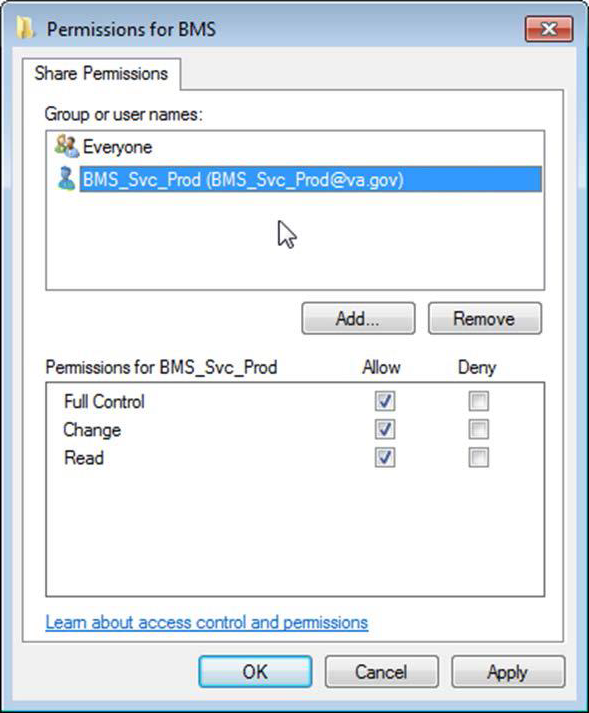 Permissions for BMS
Share Permissions
Group or user names:
Everyone
BMS_Svc_Prod (BMS_Svc_Prod@va.gov)
Add... Remove
Permissions for BMS_Svc_Prod Allow Deny
Full Control
Change
Read
Learn about access control and permissions
OK Cancel Apply